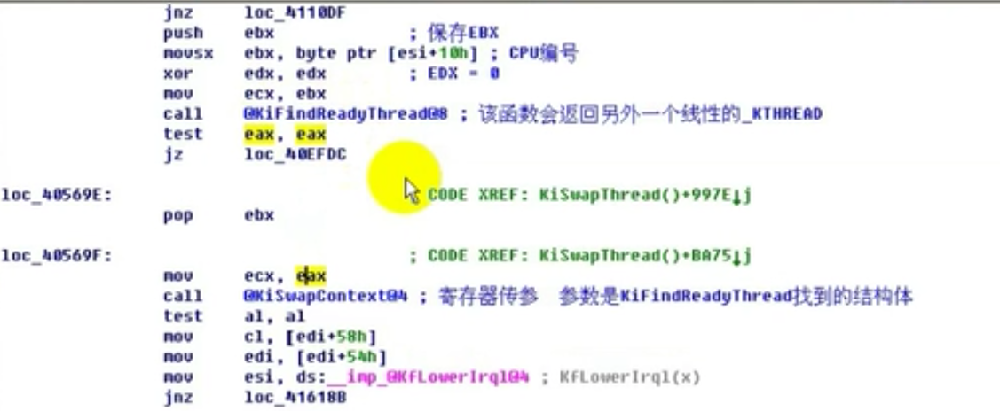 jnz loc_4110DF
push ebx ; 保存EBX
movsx ebx, byte ptr [esi+10h] ; CPU编号
xor edx, edx ; EDX = 0
mov ecx, ebx
call @KiFindReadyThread@8 ; 该函数会返回另外一个线性的_KTHREAD
test eax, eax
jz loc_40EFDC
loc_40569E: CODE XREF: KiSwapThread()+997E↓j
pop ebx
loc_40569F: ; CODE XREF: KiSwapThread()+BA75↓j
mov ecx, eax
call @KiSwapContext@4 ; 寄存器传参 参数是KiFindReadyThread找到的结构体
test al, al
mov cl, [edi+58h]
mov edi, [edi+54h]
mov esi, ds:__imp_@KfLowerIrql@4 ; KfLowerIrql(x)
jnz loc_41618B